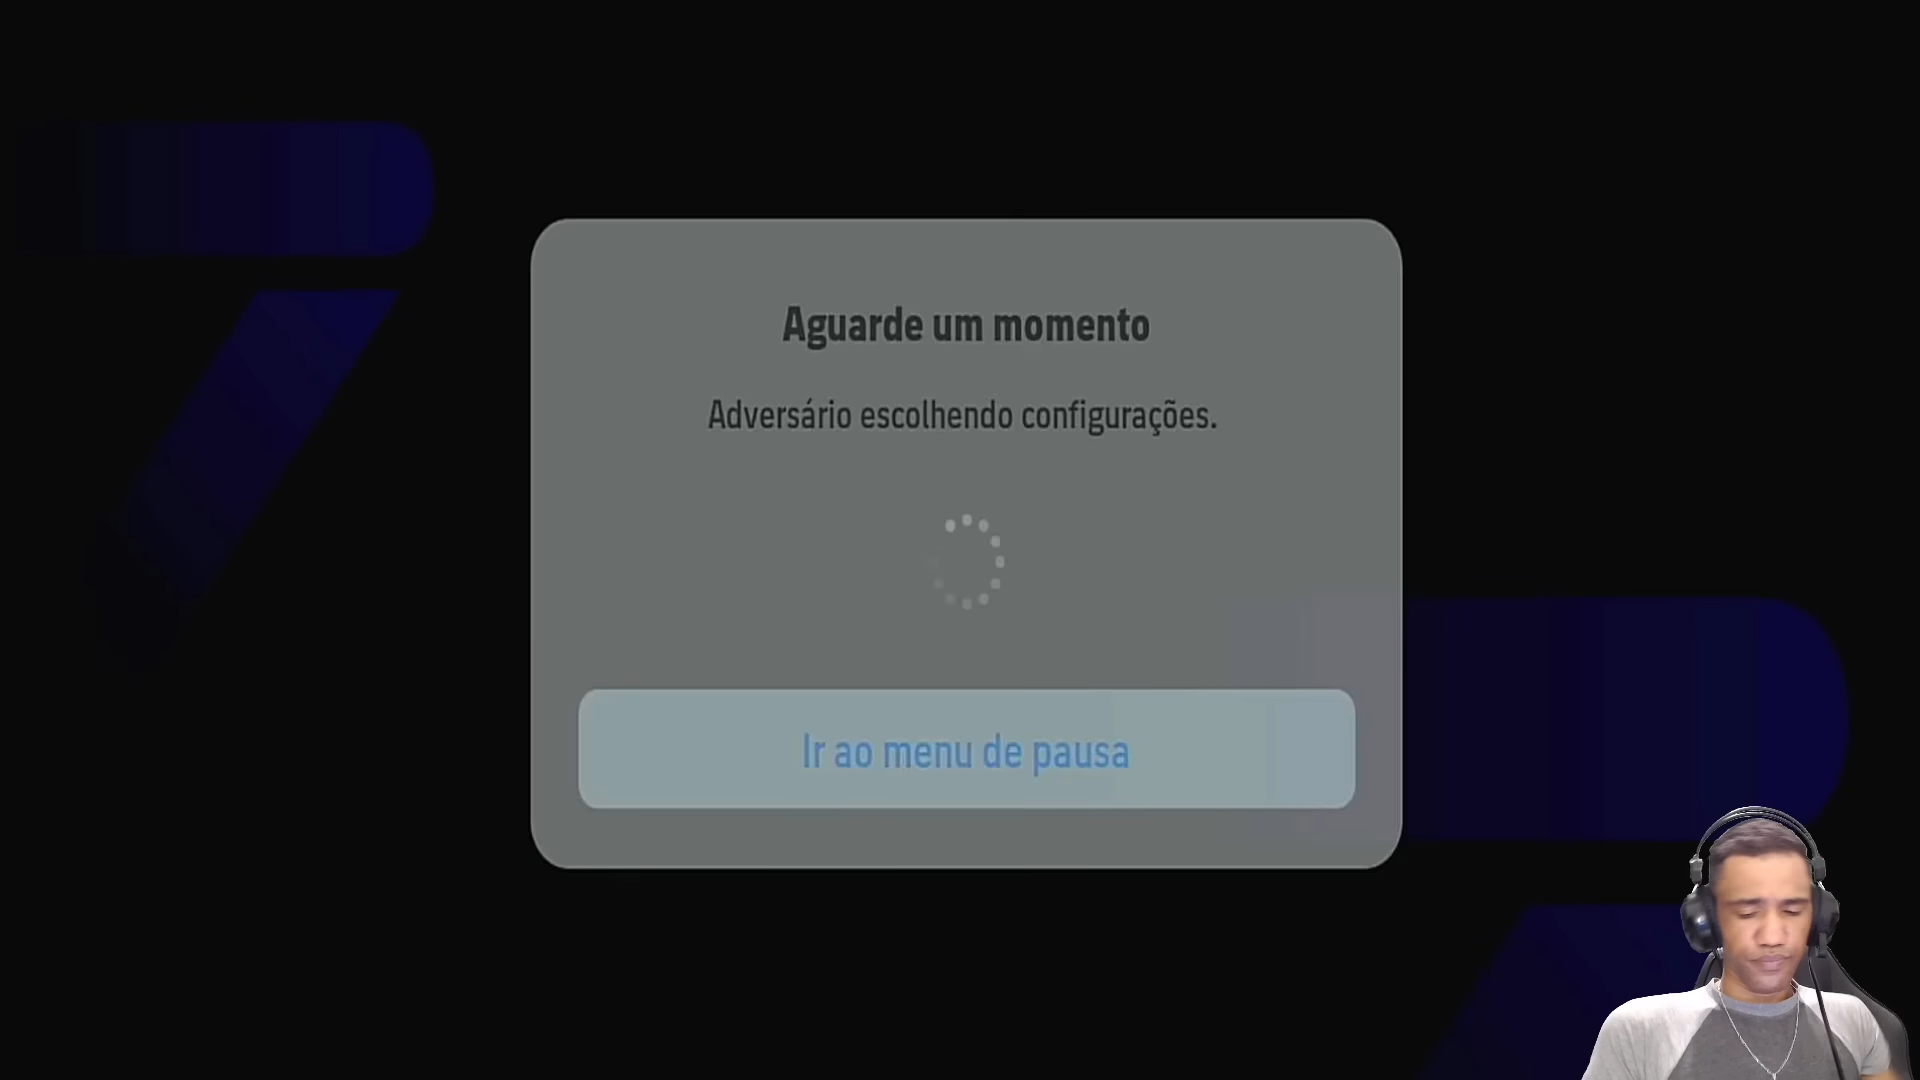 Aguarde um momento
Adversário escolhendo configurações.
Ir ao menu de pausa